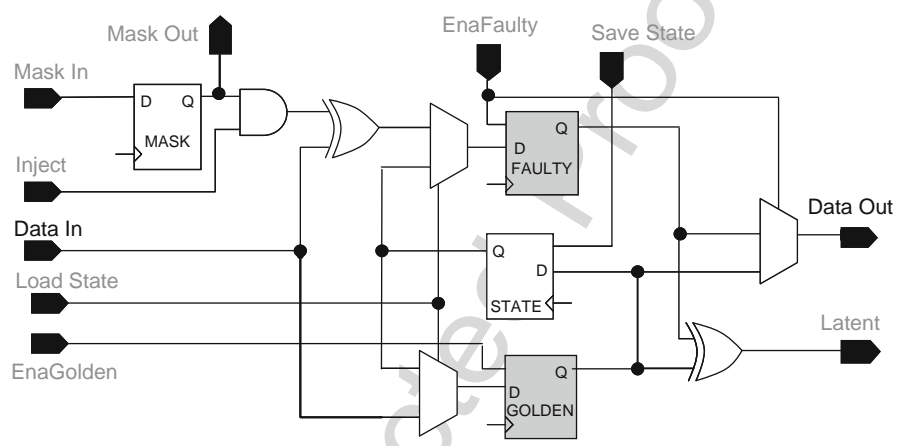 Mask Out
EnaFaulty
Save State
Mask In
D Q
MASK
Q
D
FAULTY
Inject
Data In
Data Out
Q
D
STATE
Load State
Latent
EnaGolden
Q
D
GOLDEN